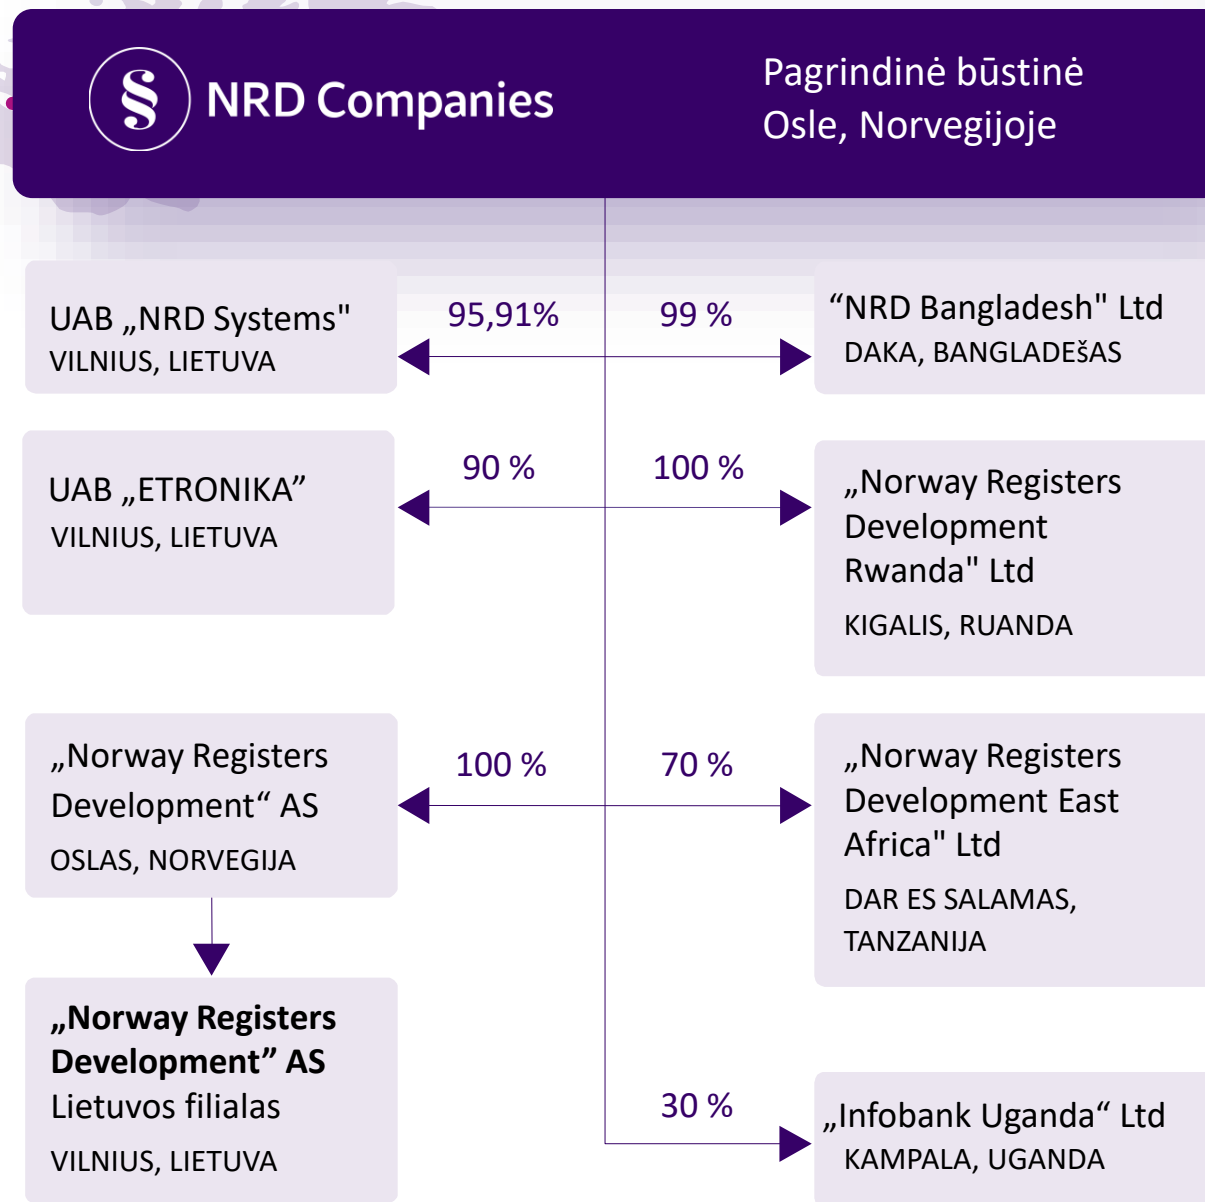 § NRD Companies
Pagrindinė būstinė
Osle, Norvegijoje
UAB „NRD Systems"
VILNIUS, LIETUVA
95,91%
99 %
“NRD Bangladesh" Ltd
DAKA, BANGLADEšAS
UAB „ETRONIKA”
VILNIUS, LIETUVA
90 %
100 %
„Norway Registers
Development
Rwanda" Ltd
KIGALIS, RUANDA
„Norway Registers
Development“ AS
OSLAS, NORVEGIJA
100 %
70 %
„Norway Registers
Development East
Africa" Ltd
DAR ES SALAMAS,
TANZANIJA
„Norway Registers
Development” AS
Lietuvos filialas
VILNIUS, LIETUVA
30 %
„Infobank Uganda“ Ltd
KAMPALA, UGANDA